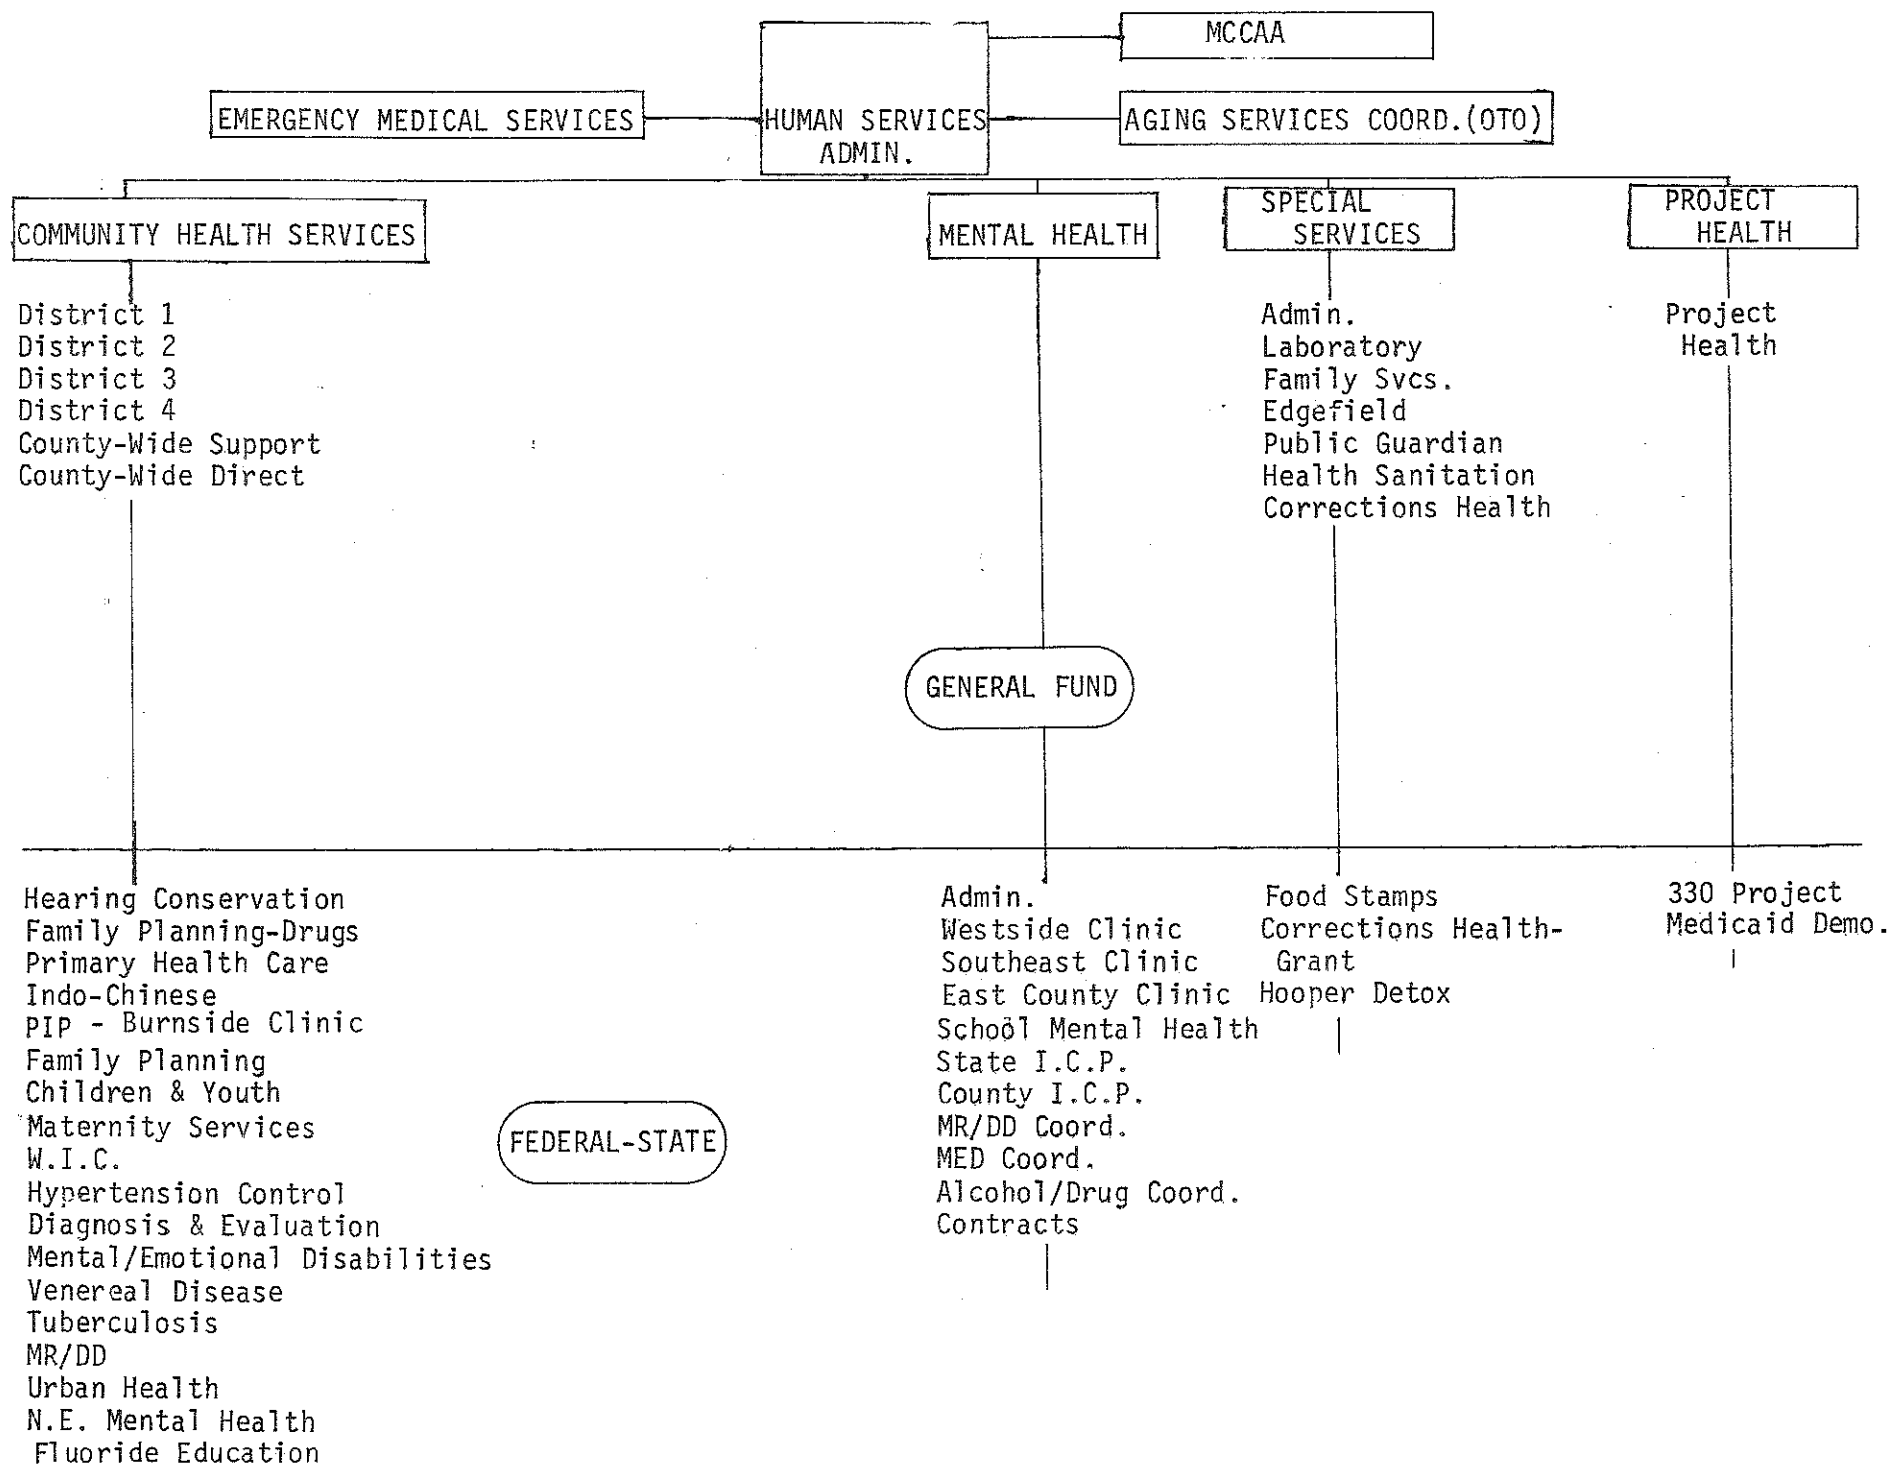 MCCAA
EMERGENCY MEDICAL SERVICES
HUMAN SERVICES
ADMIN.
AGING SERVICES COORD.(OTO)
COMMUNITY HEALTH SERVICES
MENTAL HEALTH
SPECIAL
SERVICES
PROJECT
HEALTH
District 1
District 2
District 3
District 4
County-Wide Support
County-Wide Direct
Admin.
Laboratory
Family Svcs.
Edgefield
Public Guardian
Health Sanitation
Corrections Health
Project
Health
GENERAL FUND
Hearing Conservation
Family Planning-Drugs
Primary Health Care
Indo-Chinese
PIP - Burnside Clinic
Family Planning
Children & Youth
Maternity Services
W.I.C.
Hypertension Control
Diagnosis & Evaluation
Mental/Emotional Disabilities
Venereal Disease
Tuberculosis
MR/DD
Urban Health
N.E. Mental Health
Fluoride Education
FEDERAL-STATE
Admin.
Westside Clinic
Southeast Clinic
East County Clinic
School Mental Health
State I.C.P.
County I.C.P.
MR/DD Coord.
MED Coord.
Alcohol/Drug Coord.
Contracts
Food Stamps
Corrections Health-
Grant
Hooper Detox
330 Project
Medicaid Demo.